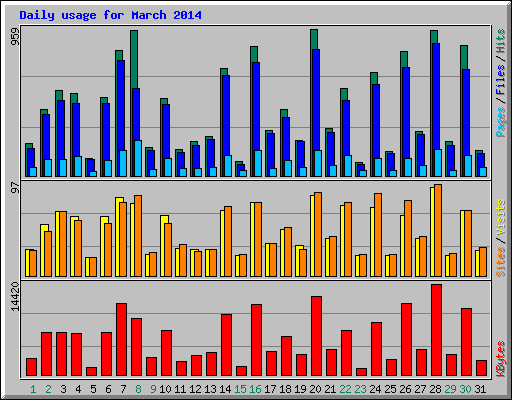 Daily usage for March 2014
959
Pages / Files / Hits
97
Sites / Visits
14420
KBytes
1 2 3 4 5 6 7 8 9 10 11 12 13 14 15 16 17 18 19 20 21 22 23 24 25 26 27 28 29 30 31